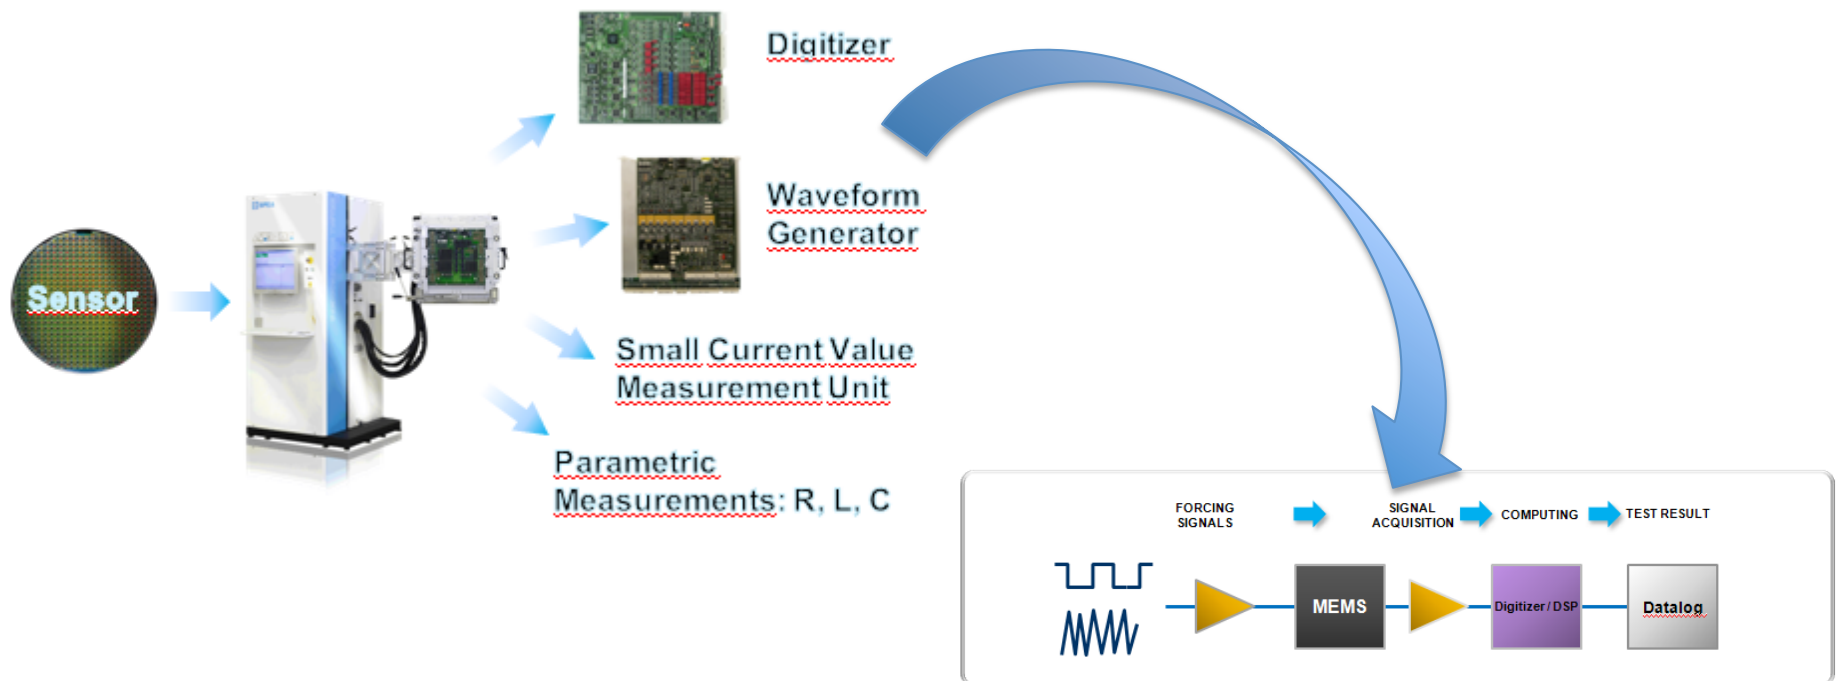 Digitizer
Waveform
Generator
Sensor
Small Current Value
Measurement Unit
Parametric
Measurements: R, L, C
FORCING
SIGNALS
SIGNAL
ACQUISITION
COMPUTING
TEST RESULT
MEMS
Digitizer / DSP
Datalog